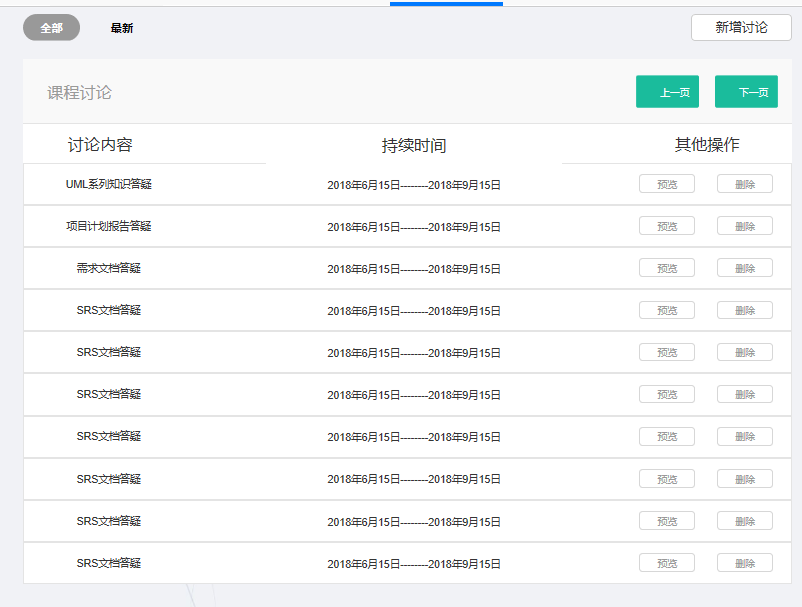 全部 最新 新增讨论
课程讨论 上一页 下一页
讨论内容 持续时间 其他操作
UML系列知识答疑 2018年6月15日--------2018年9月15日 预览 删除
项目计划报告答疑 2018年6月15日--------2018年9月15日 预览 删除
需求文档答疑 2018年6月15日--------2018年9月15日 预览 删除
SRS文档答疑 2018年6月15日--------2018年9月15日 预览 删除
SRS文档答疑 2018年6月15日--------2018年9月15日 预览 删除
SRS文档答疑 2018年6月15日--------2018年9月15日 预览 删除
SRS文档答疑 2018年6月15日--------2018年9月15日 预览 删除
SRS文档答疑 2018年6月15日--------2018年9月15日 预览 删除
SRS文档答疑 2018年6月15日--------2018年9月15日 预览 删除
SRS文档答疑 2018年6月15日--------2018年9月15日 预览 删除